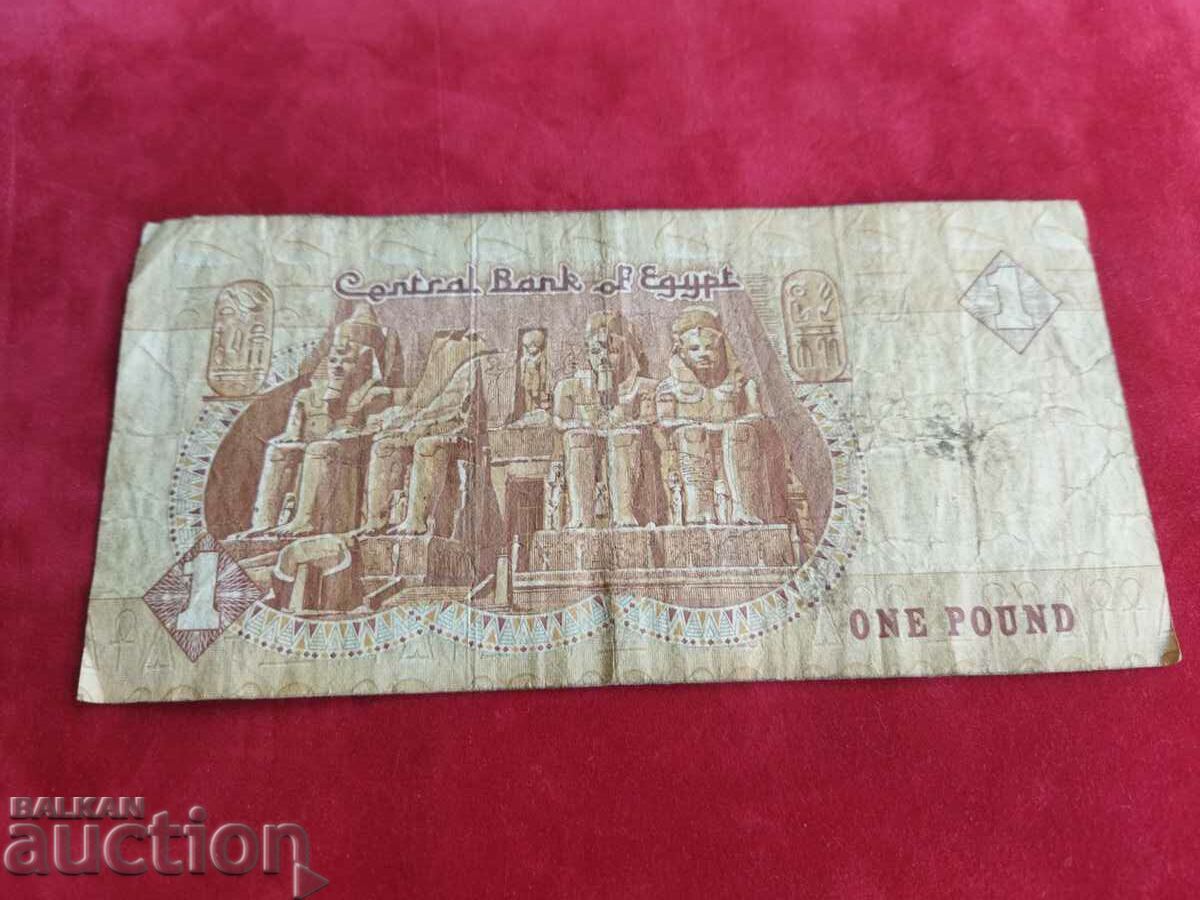 Central Bank of Egypt
1
1
ONE POUND
BALKAN
auction